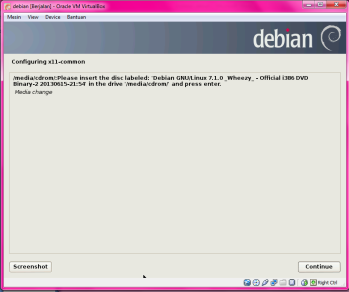 debian [Berjalan] - Oracle VM VirtualBox
Mesin View Device Bantuan
debian
Configuring x11-common
/media/cdrom/:Please insert the disc labeled: 'Debian GNU/Linux 7.1.0 _Wheezy_ - Official i386 DVD
Binary-2 20130615-21:54' in the drive '/media/cdrom/' and press enter.
Media change
Screenshot
Continue
Right Ctrl